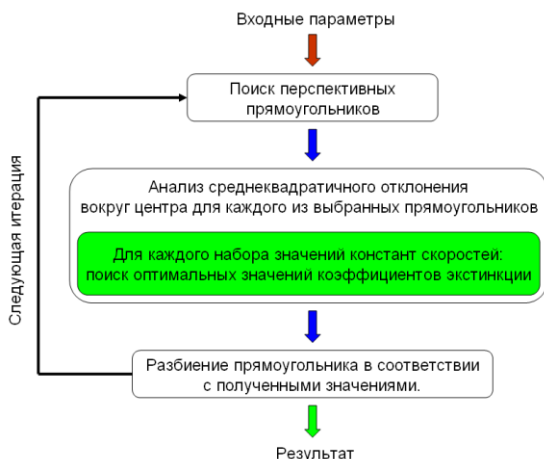 Входные параметры
Поиск перспективных
прямоугольников
Анализ среднеквадратичного отклонения
вокруг центра для каждого из выбранных прямоугольников
Для каждого набора значений констант скоростей:
поиск оптимальных значений коэффициентов экстинкции
Следующая итерация
Разбиение прямоугольника в соответствии
с полученными значениями.
Результат